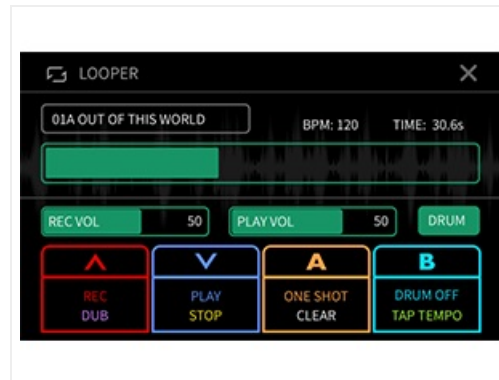 LOOPER
01A OUT OF THIS WORLD
BPM: 120
TIME: 30.6s
REC VOL 50
PLAY VOL 50
DRUM
A
B
REC
DUB
PLAY
STOP
ONE SHOT
CLEAR
DRUM OFF
TAP TEMPO